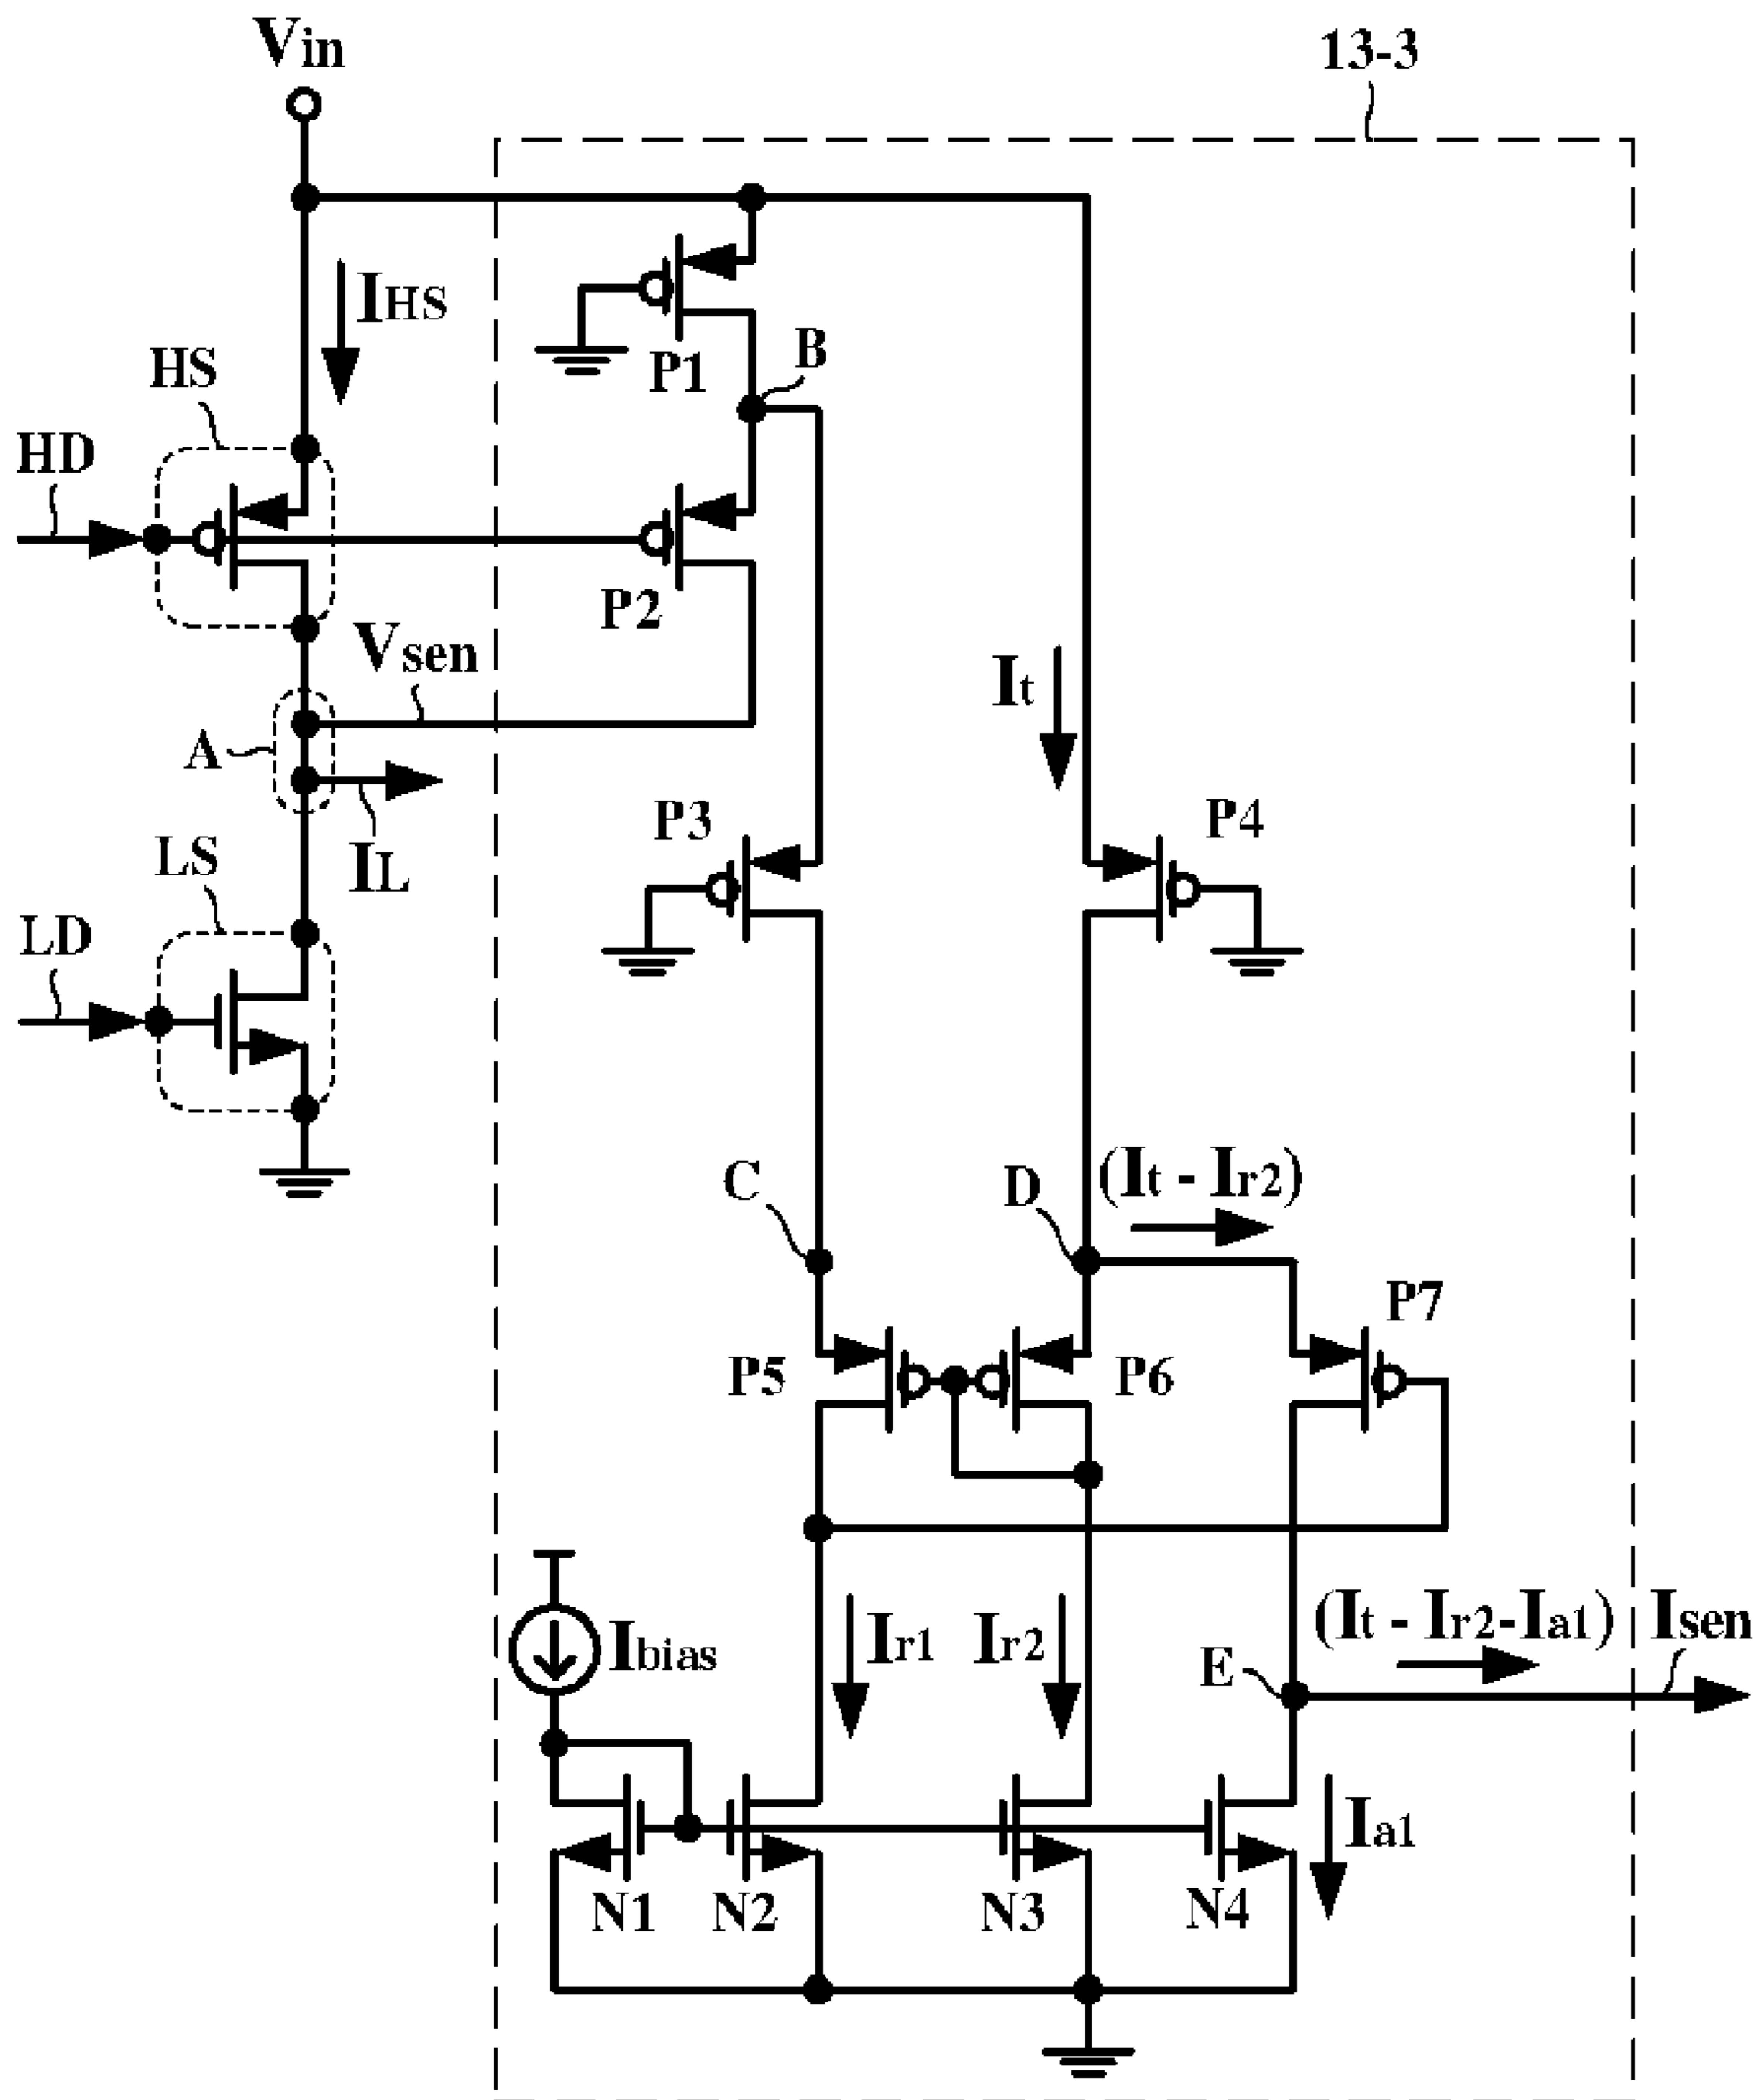 Vin
13-3
IHS
HS
P1
B
HD
P2
Vsen
It
A
P3
P4
LS
IL
LD
C
D
(It - Ir2)
P7
P5
P6
(It - Ir2-Ia1)
Isen
Ibias
Ir1
Ir2
E
Ia1
N1
N2
N3
N4